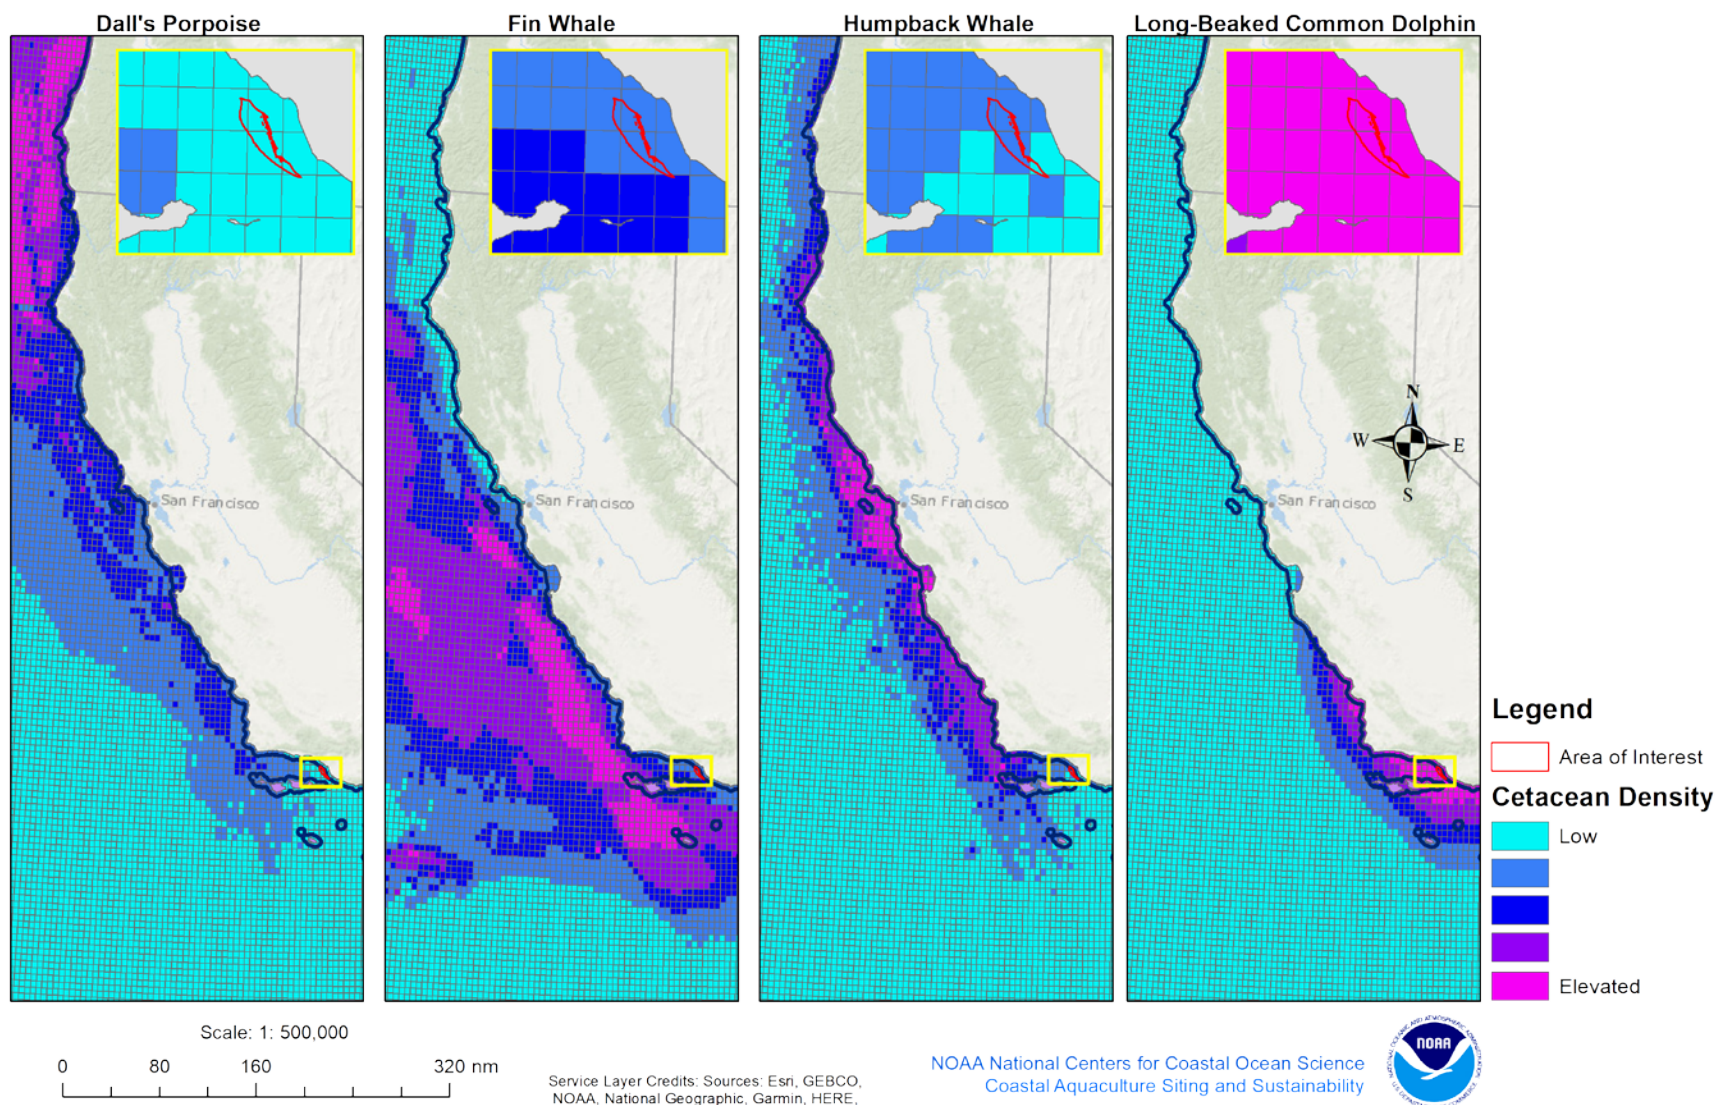 Dall's Porpoise
Fin Whale
Humpback Whale
Long-Beaked Common Dolphin
San Francisco
San Francisco
San Francisco
San Francisco
N
W
E
S
Legend
Area of Interest
Cetacean Density
Low
Elevated
Scale: 1: 500,000
0 80 160 320 nm
Service Layer Credits: Sources: Esri, GEBCO,
NOAA, National Geographic, Garmin, HERE,
NOAA National Centers for Coastal Ocean Science
Coastal Aquaculture Siting and Sustainability
NOAA